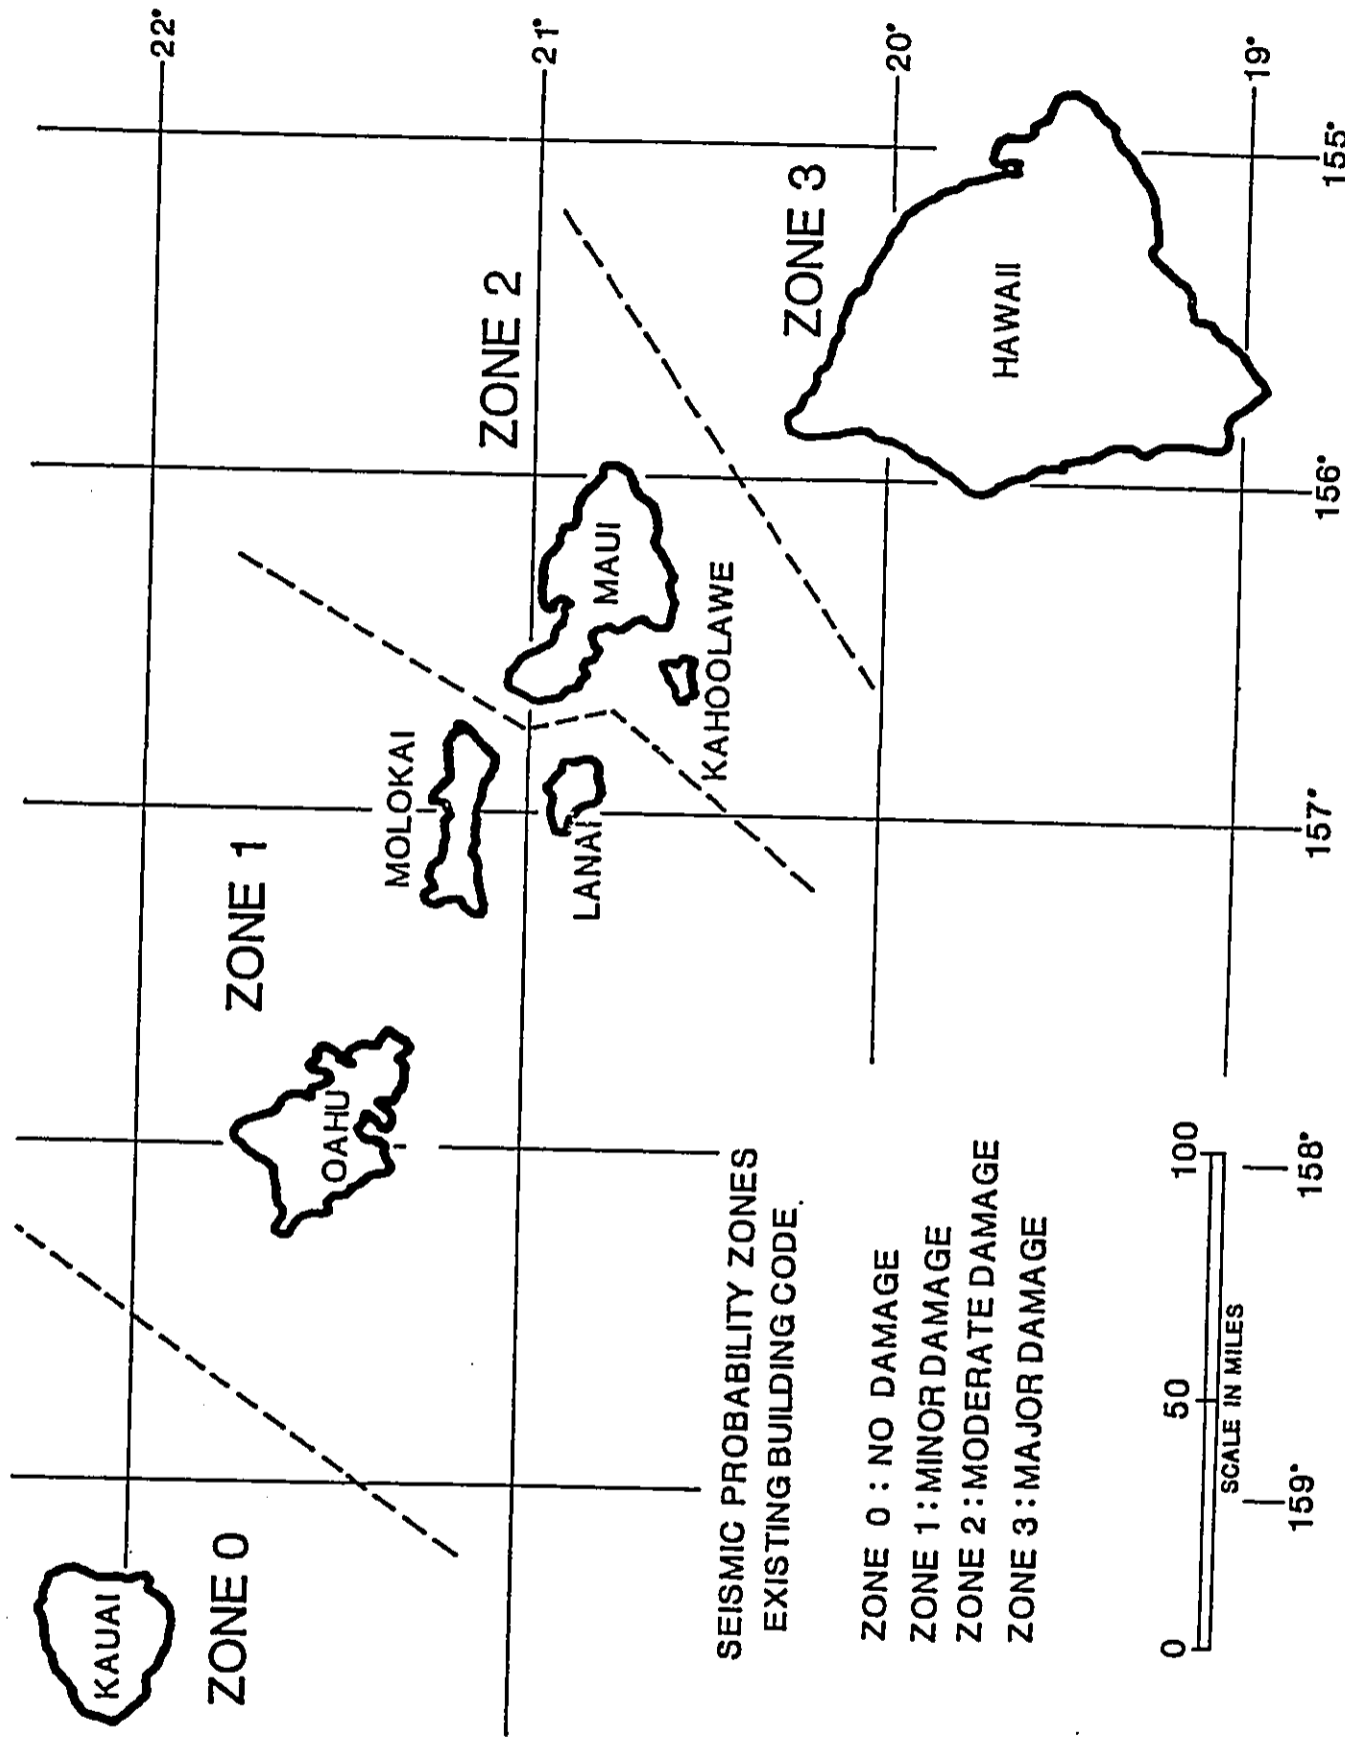 22°
21°
20°
19°
ZONE 0
ZONE 1
ZONE 2
ZONE 3
KAUAI
OAHU
MOLOKAI
LANAI
MAUI
KAHOOLAWE
HAWAII
SEISMIC PROBABILITY ZONES
EXISTING BUILDING CODE.
ZONE 0 : NO DAMAGE
ZONE 1 : MINOR DAMAGE
ZONE 2 : MODERATE DAMAGE
ZONE 3 : MAJOR DAMAGE
0 50 100
SCALE IN MILES
159° 158° 157° 156° 155°